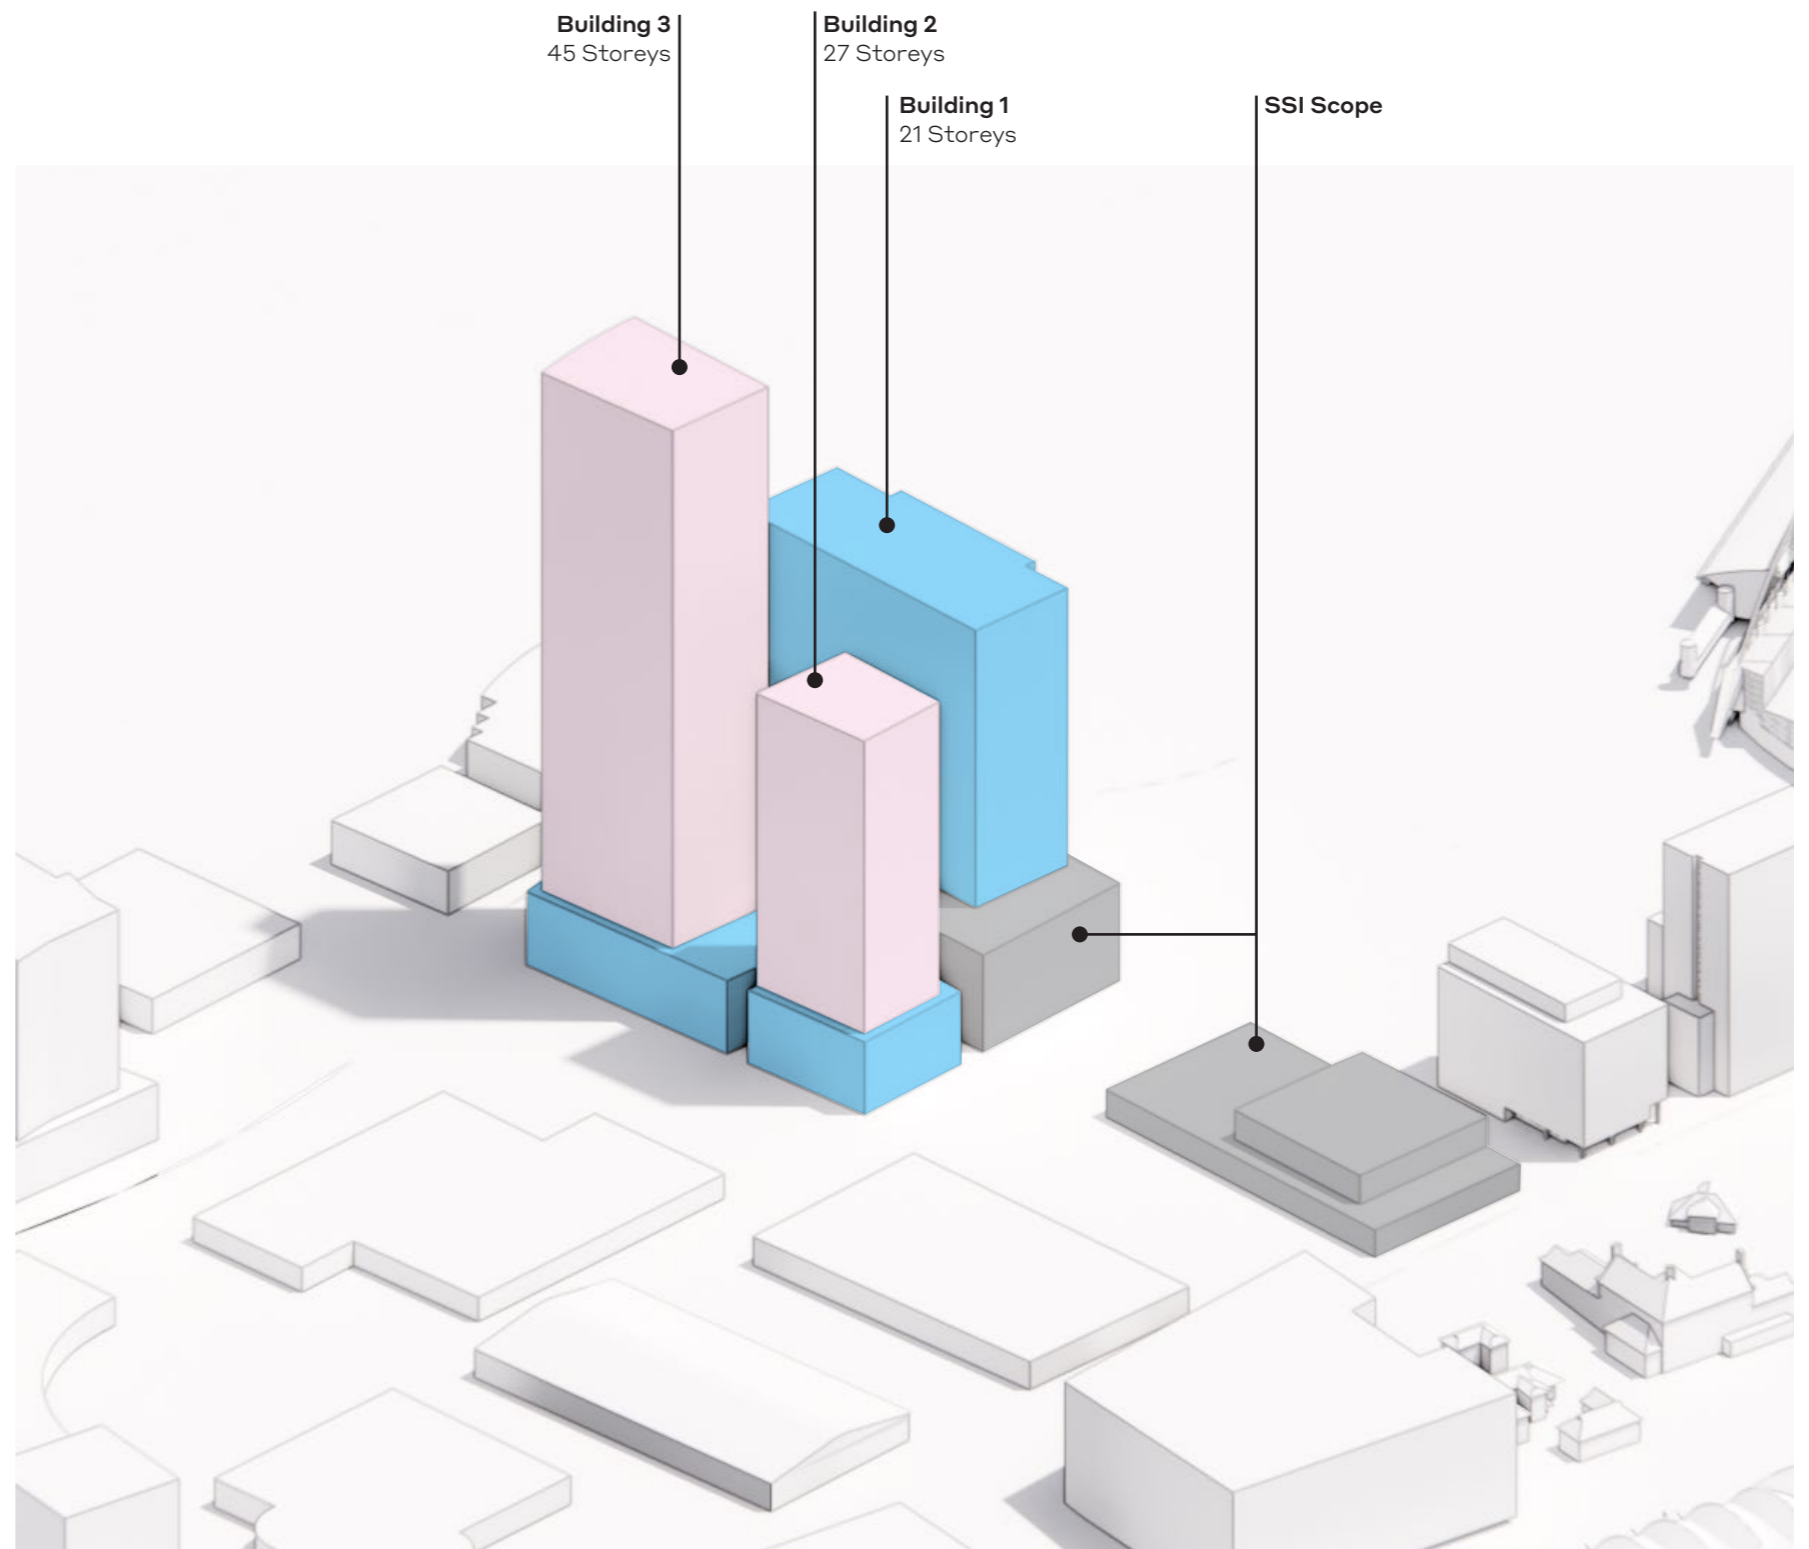 Building 3
45 Storeys
Building 2
27 Storeys
Building 1
21 Storeys
SSI Scope